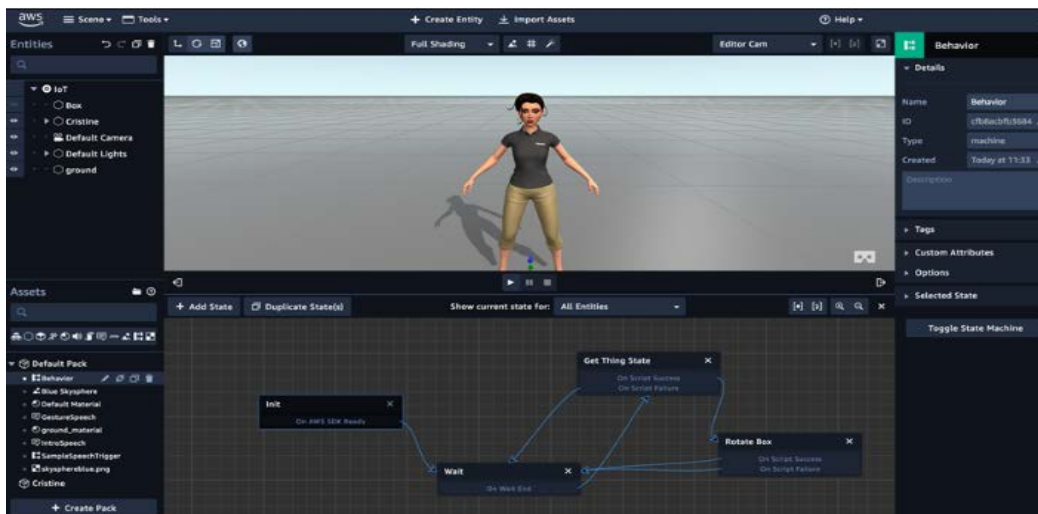 aws Scene Tools + Create Entity Import Assets Help
Entities Full Shading Editor Cam Behavior
Details
IoT
Box
Cristine
Default Camera
Default Lights
ground
Name Behavior
ID
Type machine
Created Today at 11:33
Description
Tags
Custom Attributes
Options
Selected State
Toggle State Machine
Assets
+ Add State Duplicate State(s) Show current state for: All Entities
Default Pack
Behavior
Blue Skysphere
Default Material
GestureSpeech
ground_material
IntroSpeech
SampleSpeechTrigger
skysphereblue.png
Cristine
+ Create Pack
Get Thing State
On Script Success
On Script Failure
Init
On AWS SDK Ready
Rotate Box
On Script Success
On Script Failure
Wait
On Wait End